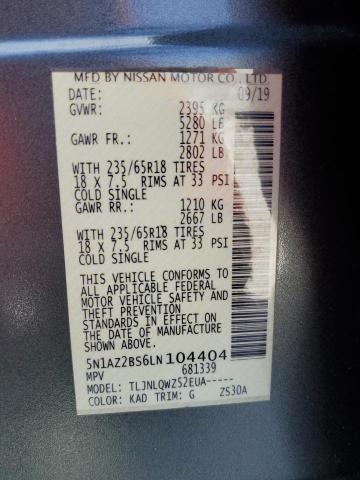 MFD BY NISSAN MOTOR CO., LTD.
DATE: 09/19
GVWR: 2395 KG
5280 LB
GAWR FR.: 1271 KG
2802 LB
WITH 235/65R18 TIRES
18 X 7.5 RIMS AT 33 PSI
COLD SINGLE
GAWR RR.: 1210 KG
2667 LB
WITH 235/65R18 TIRES
18 X 7.5 RIMS AT 33 PSI
COLD SINGLE
THIS VEHICLE CONFORMS TO
ALL APPLICABLE FEDERAL
MOTOR VEHICLE SAFETY AND
THEFT PREVENTION
STANDARDS IN EFFECT ON
THE DATE OF MANUFACTURE
SHOWN ABOVE.
5N1AZ2BS6LN104404
MPV 681339
MODEL: TLJNLQWZ52EUA-----
COLOR: KAD TRIM: G ZS30A